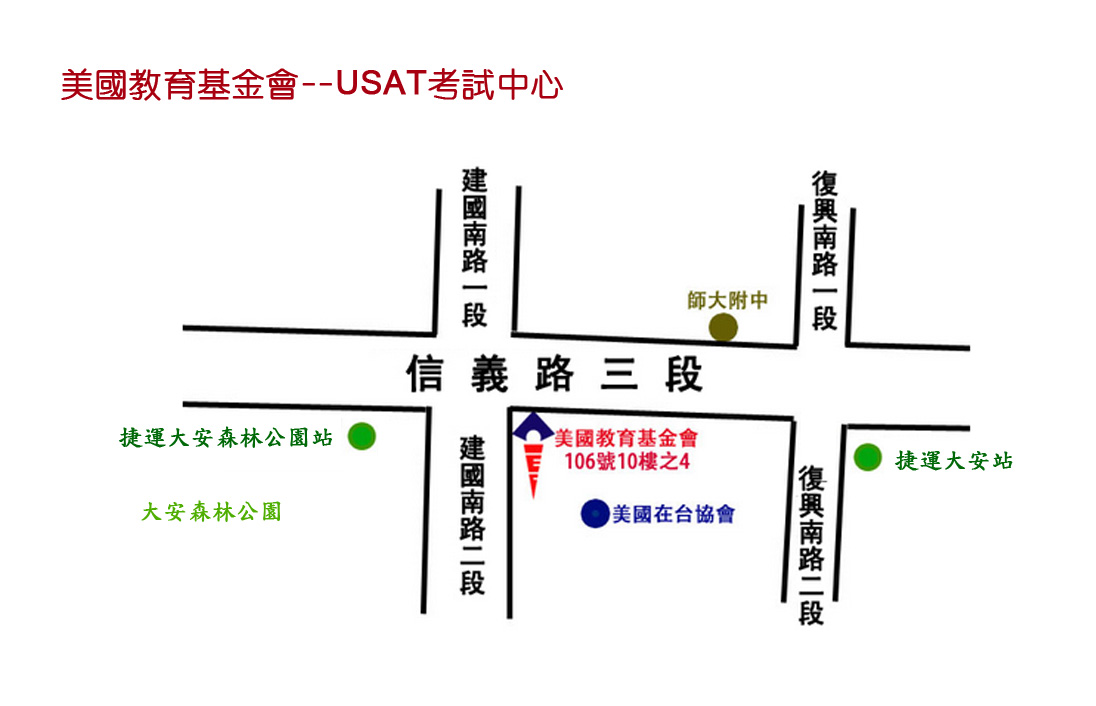 美國教育基金會--USAT考試中心
建國南路一段
復興南路一段
師大附中
信義路三段
捷運大安森林公園站
美國教育基金會
106號10樓之4
捷運大安站
大安森林公園
美國在台協會
建國南路二段
復興南路二段